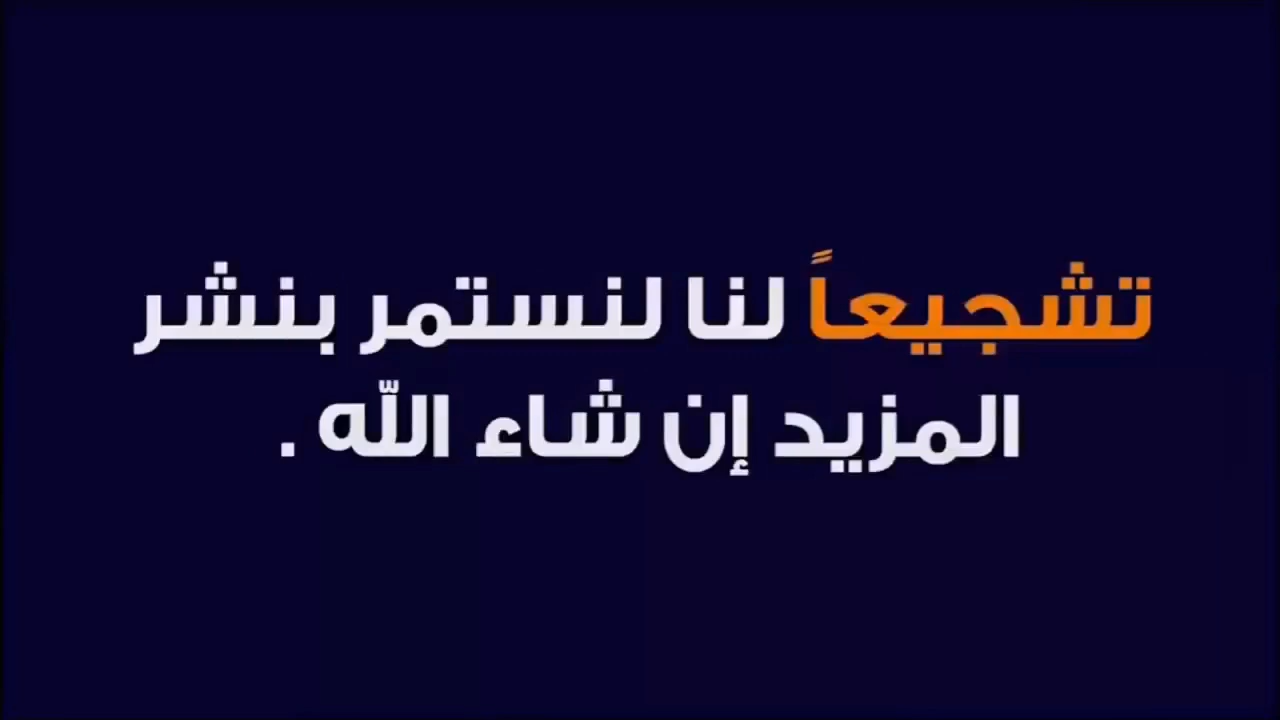 تشجيعاً لنا لنستمر بنشر
المزيد إن شاء اللّه .